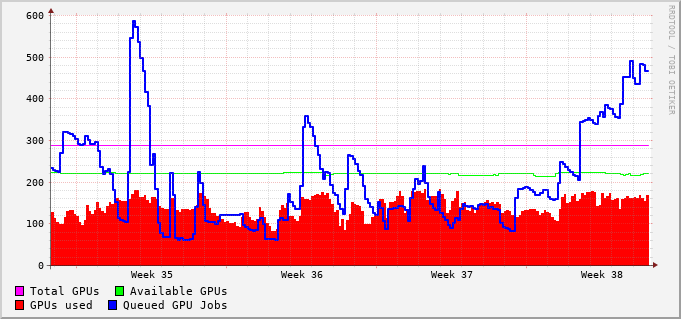 600
500
400
300
200
100
0
Week 35 Week 36 Week 37 Week 38
Total GPUs Available GPUs
GPUs used Queued GPU Jobs
RRDTOOL / TOBI OETIKER